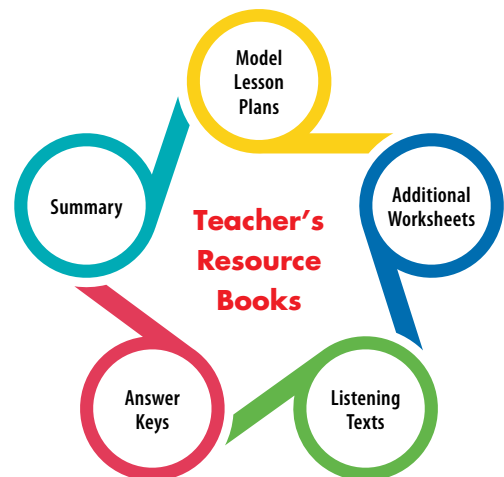 Model
Lesson
Plans
Additional
Worksheets
Listening
Texts
Answer
Keys
Summary
Teacher's
Resource
Books